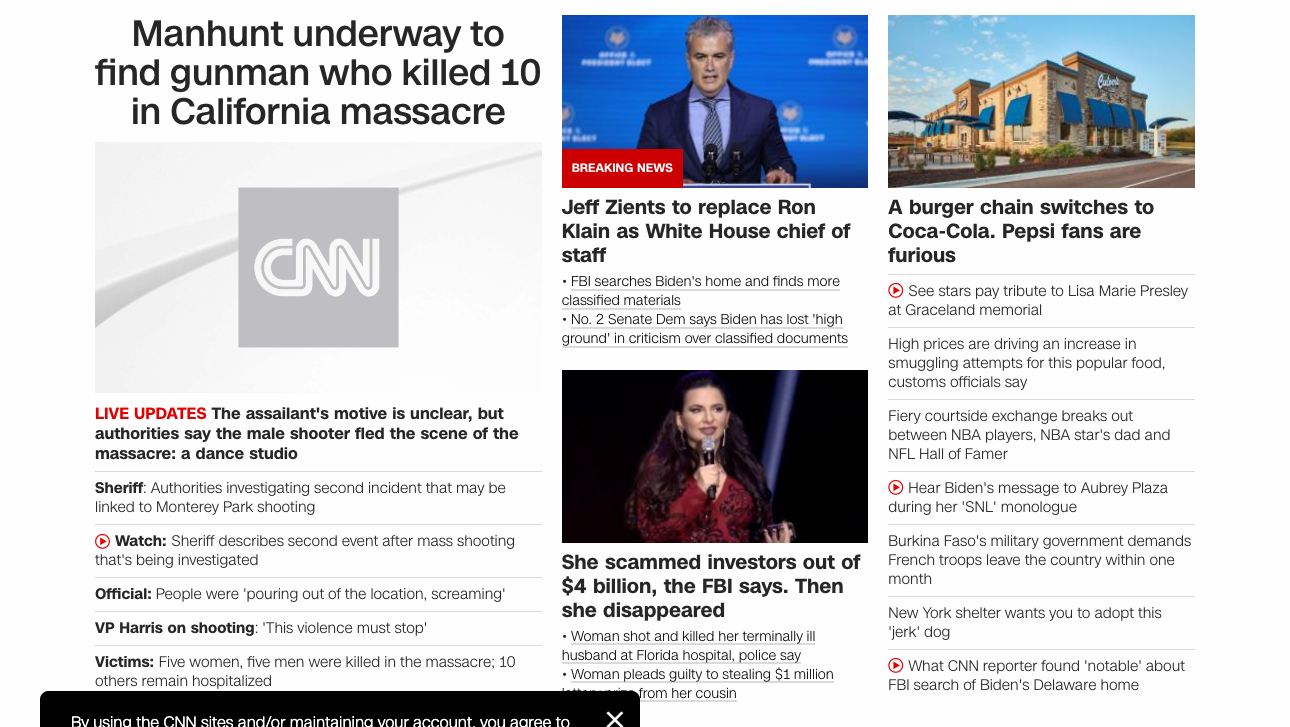 Manhunt underway to
find gunman who killed 10
in California massacre
CNN
LIVE UPDATES The assailant's motive is unclear, but
authorities say the male shooter fled the scene of the
massacre: a dance studio
Sheriff: Authorities investigating second incident that may be
linked to Monterey Park shooting
Watch: Sheriff describes second event after mass shooting
that's being investigated
Official: People were 'pouring out of the location, screaming'
VP Harris on shooting: 'This violence must stop'
Victims: Five women, five men were killed in the massacre; 10
others remain hospitalized
By using the CNN sites and/or maintaining your account, you agree to
OFFICE OF THE
PRESIDENT ELECT
BREAKING NEWS
Jeff Zients to replace Ron
Klain as White House chief of
staff
• FBI searches Biden's home and finds more
classified materials
• No. 2 Senate Dem says Biden has lost 'high
ground' in criticism over classified documents
She scammed investors out of
$4 billion, the FBI says. Then
she disappeared
• Woman shot and killed her terminally ill
husband at Florida hospital, police say
• Woman pleads guilty to stealing $1 million
from her cousin
Culver's
A burger chain switches to
Coca-Cola. Pepsi fans are
furious
See stars pay tribute to Lisa Marie Presley
at Graceland memorial
High prices are driving an increase in
smuggling attempts for this popular food,
customs officials say
Fiery courtside exchange breaks out
between NBA players, NBA star's dad and
NFL Hall of Famer
Hear Biden's message to Aubrey Plaza
during her 'SNL' monologue
Burkina Faso's military government demands
French troops leave the country within one
month
New York shelter wants you to adopt this
'jerk' dog
What CNN reporter found 'notable' about
FBI search of Biden's Delaware home